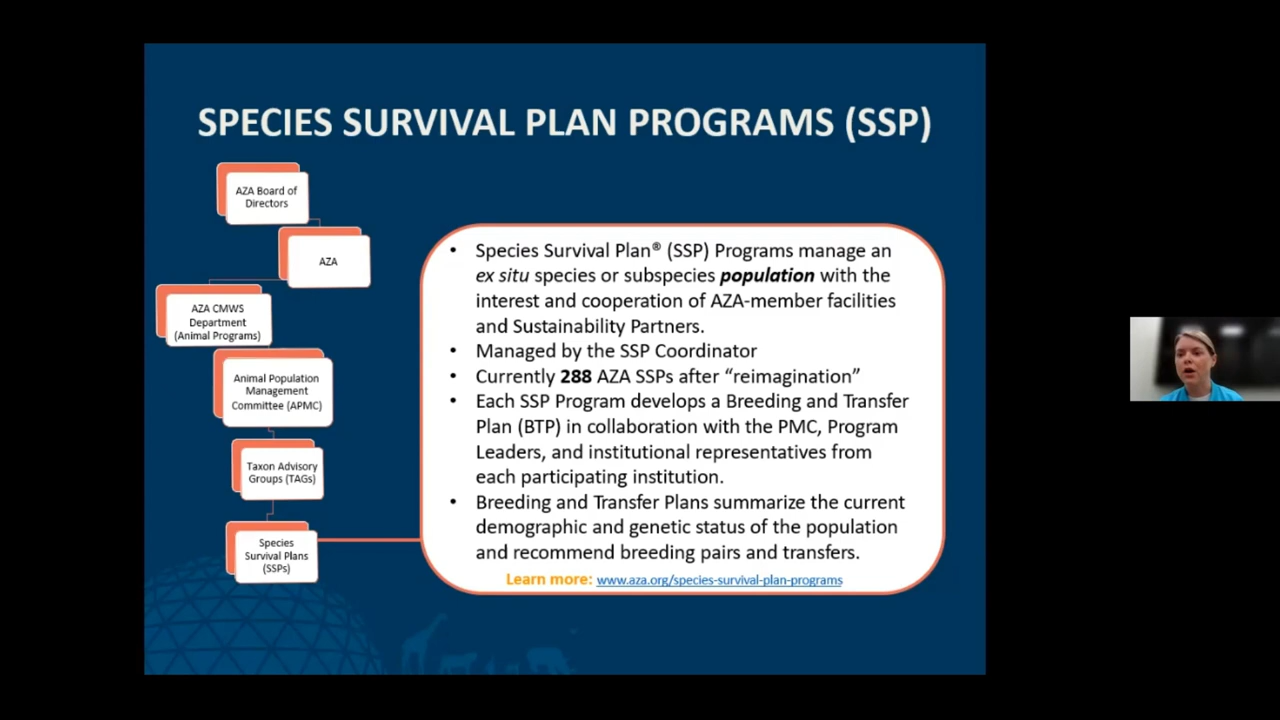 SPECIES SURVIVAL PLAN PROGRAMS (SSP)
AZA Board of
Directors
AZA
AZA CMWS
Department
(Animal Programs)
Animal Population
Management
Committee (APMC)
Taxon Advisory
Groups (TAGs)
Species
Survival Plans
(SSPs)
• Species Survival Plan® (SSP) Programs manage an
ex situ species or subspecies population with the
interest and cooperation of AZA-member facilities
and Sustainability Partners.
• Managed by the SSP Coordinator
• Currently 288 AZA SSPs after “reimagination”
• Each SSP Program develops a Breeding and Transfer
Plan (BTP) in collaboration with the PMC, Program
Leaders, and institutional representatives from
each participating institution.
• Breeding and Transfer Plans summarize the current
demographic and genetic status of the population
and recommend breeding pairs and transfers.
Learn more: www.aza.org/species-survival-plan-programs